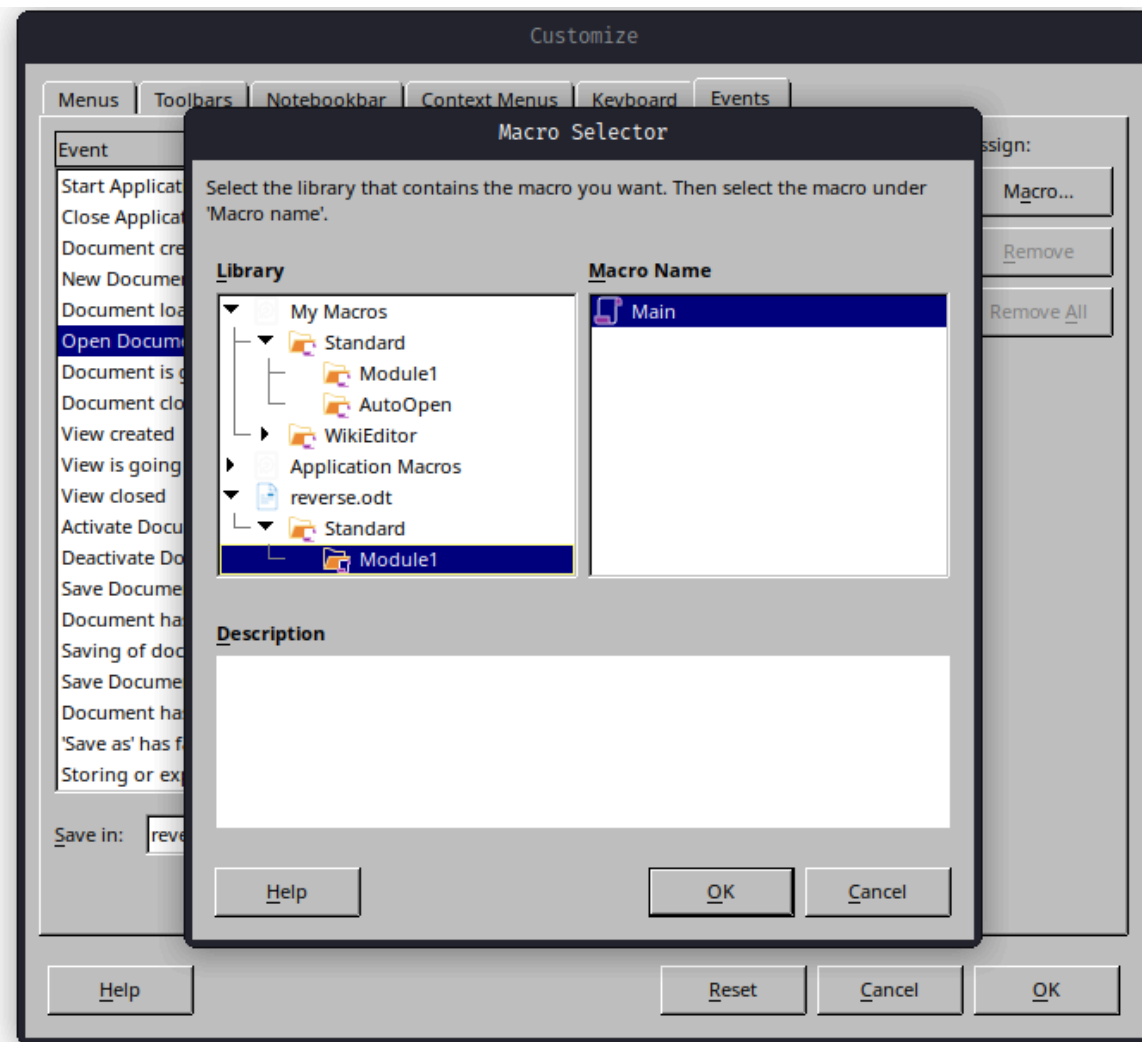 Customize
Menus
Toolbars
Notebookbar
Context Menus
Keyboard
Events
Macro Selector
Event
Start Applicat
Close Applicat
Document cre
New Documen
Document loa
Open Docume
Document is g
Document clo
View created
View is going
View closed
Activate Docu
Deactivate Do
Save Docume
Document has
Saving of doc
Save Documen
Document has
'Save as' has f
Storing or exp
Select the library that contains the macro you want. Then select the macro under
'Macro name'.
Library
My Macros
Standard
Module1
AutoOpen
WikiEditor
Application Macros
reverse.odt
Standard
Module1
Macro Name
Main
Description
Help
OK
Cancel
ssign:
Macro...
Remove
Remove All
Save in:
reve
Help
Reset
Cancel
OK